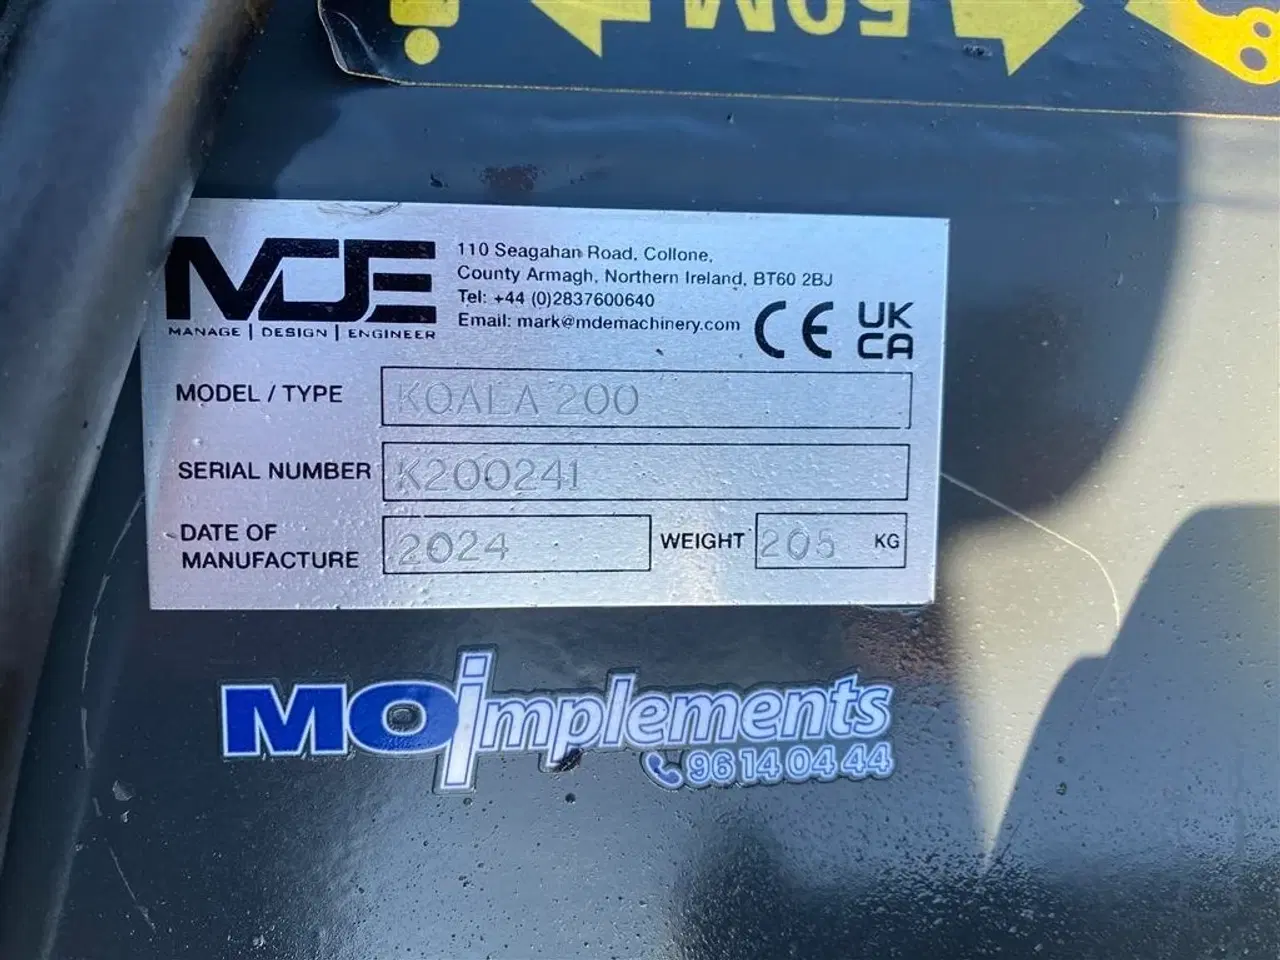 50M
MDE
MANAGE | DESIGN | ENGINEER
110 Seagahan Road, Collone,
County Armagh, Northern Ireland, BT60 2BJ
Tel: +44 (0)2837600640
Email: mark@mdemachinery.com
CE
UK
CA
MODEL / TYPE KOALA 200
SERIAL NUMBER K200241
DATE OF
MANUFACTURE 2024 WEIGHT 205 KG
MOimplements
96 14 04 44